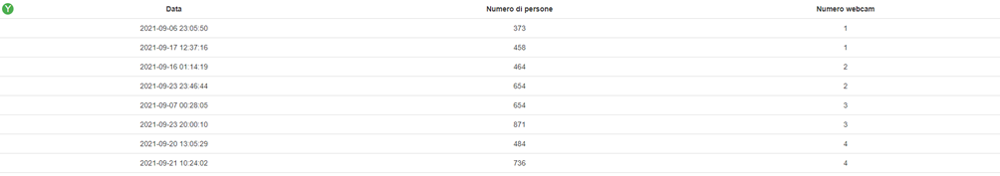 Y Data Numero di persone Numero webcam
2021-09-06 23:05:50 373 1
2021-09-17 12:37:16 458 1
2021-09-16 01:14:19 464 2
2021-09-23 23:46:44 654 2
2021-09-07 00:28:05 654 3
2021-09-23 20:00:10 871 3
2021-09-20 13:05:29 484 4
2021-09-21 10:24:02 736 4